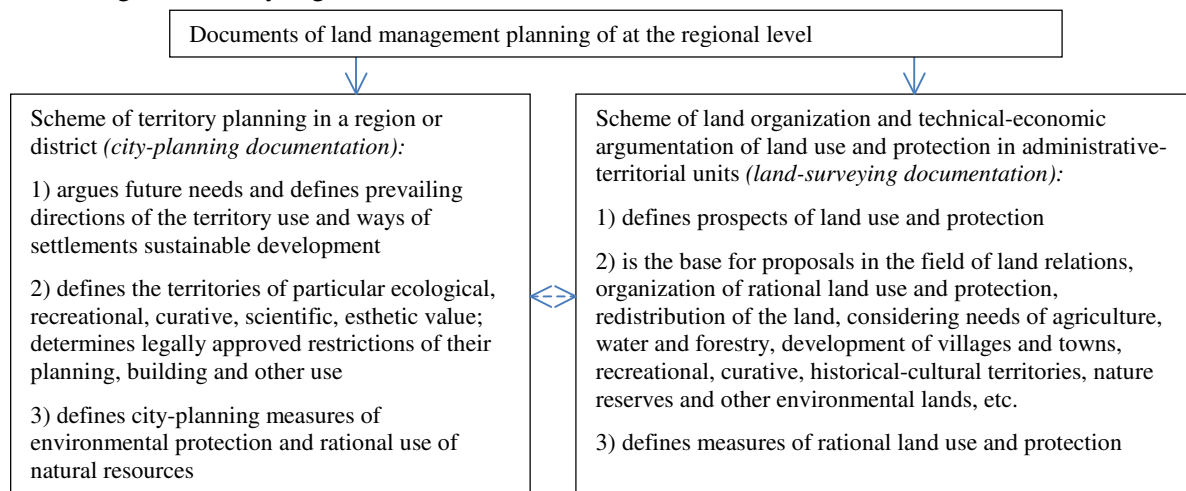 Documents of land management planning of at the regional level
Scheme of territory planning in a region or
district (city-planning documentation):
1) argues future needs and defines prevailing
directions of the territory use and ways of
settlements sustainable development
2) defines the territories of particular ecological,
recreational, curative, scientific, esthetic value;
determines legally approved restrictions of their
planning, building and other use
3) defines city-planning measures of
environmental protection and rational use of
natural resources
Scheme of land organization and technical-economic
argumentation of land use and protection in administrative-
territorial units (land-surveying documentation):
1) defines prospects of land use and protection
2) is the base for proposals in the field of land relations,
organization of rational land use and protection,
redistribution of the land, considering needs of agriculture,
water and forestry, development of villages and towns,
recreational, curative, historical-cultural territories, nature
reserves and other environmental lands, etc.
3) defines measures of rational land use and protection